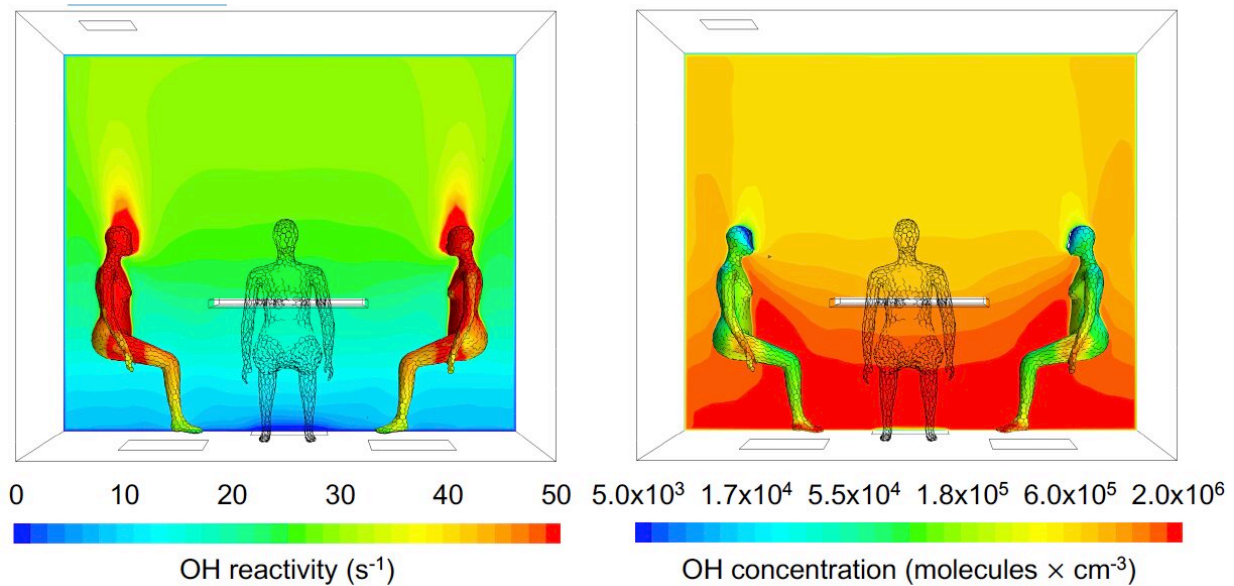 0 10 20 30 40 50
OH reactivity (s⁻¹)
5.0x10³ 1.7x10⁴ 5.5x10⁴ 1.8x10⁵ 6.0x10⁵ 2.0x10⁶
OH concentration (molecules × cm⁻³)